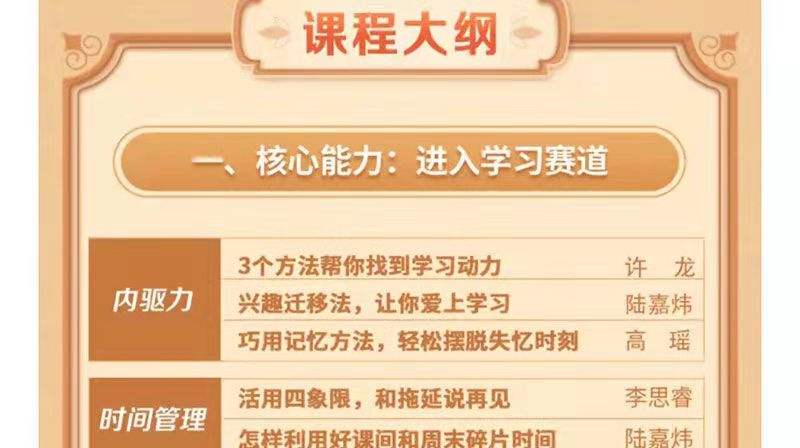 课程大纲
一、核心能力：进入学习赛道
内驱力
3个方法帮你找到学习动力 许龙
兴趣迁移法，让你爱上学习 陆嘉炜
巧用记忆方法，轻松摆脱失忆时刻 高瑶
时间管理
活用四象限，和拖延说再见 李思睿
怎样利用好课间和周末碎片时间 陆嘉炜